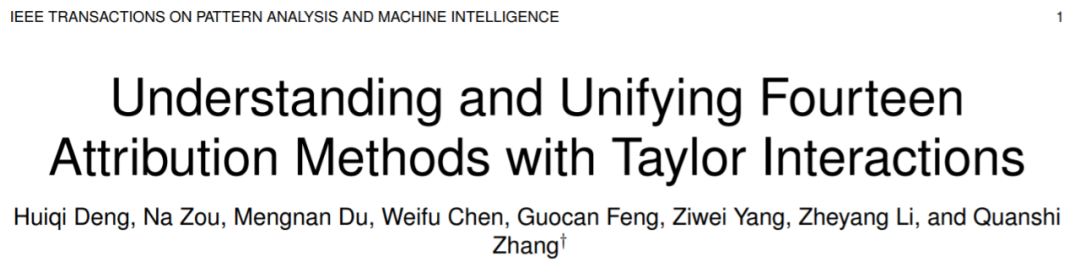 IEEE TRANSACTIONS ON PATTERN ANALYSIS AND MACHINE INTELLIGENCE 1
Understanding and Unifying Fourteen
Attribution Methods with Taylor Interactions
Huiqi Deng, Na Zou, Mengnan Du, Weifu Chen, Guocan Feng, Ziwei Yang, Zheyang Li, and Quanshi
Zhang†